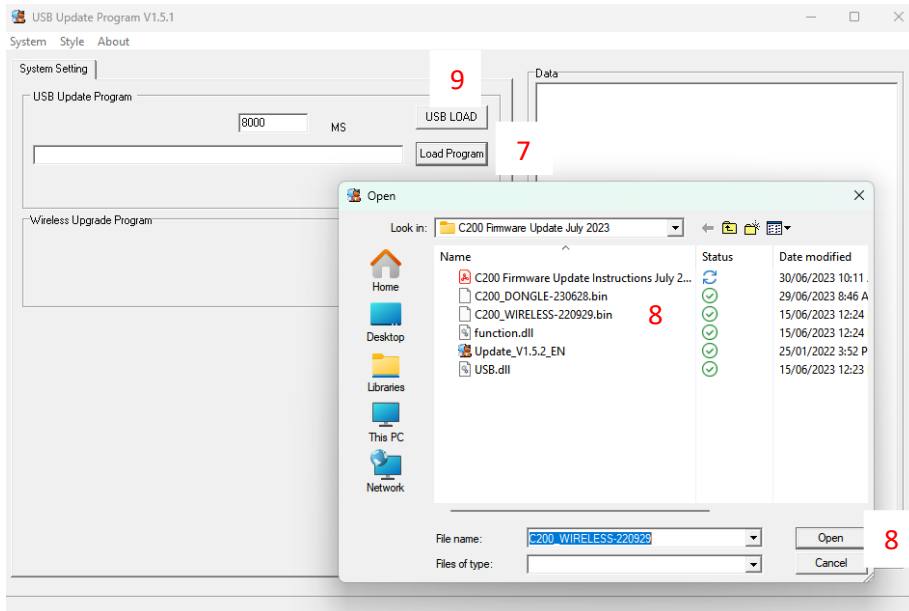 USB Update Program V1.5.1
System Style About
System Setting
USB Update Program
8000 MS
9
USB LOAD
Load Program
7
Data
Wireless Upgrade Program
Open
Look in: C200 Firmware Update July 2023
Name Status Date modified
C200 Firmware Update Instructions July 2... 30/06/2023 10:11
C200_DONGLE-230628.bin 29/06/2023 8:46 A
C200_WIRELESS-220929.bin 8 15/06/2023 12:24
function.dll 15/06/2023 12:24
Update_V1.5.2_EN 25/01/2022 3:52 P
USB.dll 15/06/2023 12:23
Home
Desktop
Libraries
This PC
Network
File name: C200_WIRELESS-220929 Open 8
Files of type: Cancel